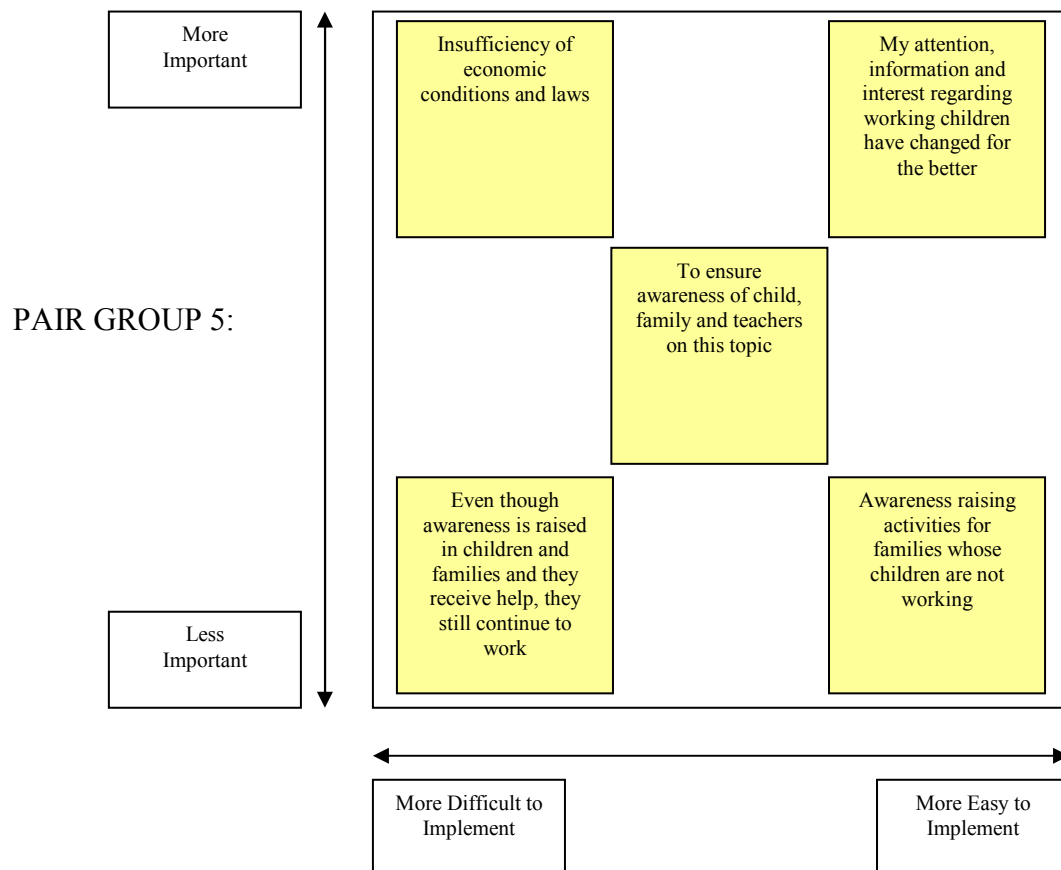 More
Important
Insufficiency of
economic
conditions and laws
My attention,
information and
interest regarding
working children
have changed for
the better
PAIR GROUP 5:
To ensure
awareness of child,
family and teachers
on this topic
Even though
awareness is raised
in children and
families and they
receive help, they
still continue to
work
Awareness raising
activities for
families whose
children are not
working
Less
Important
More Difficult to
Implement
More Easy to
Implement